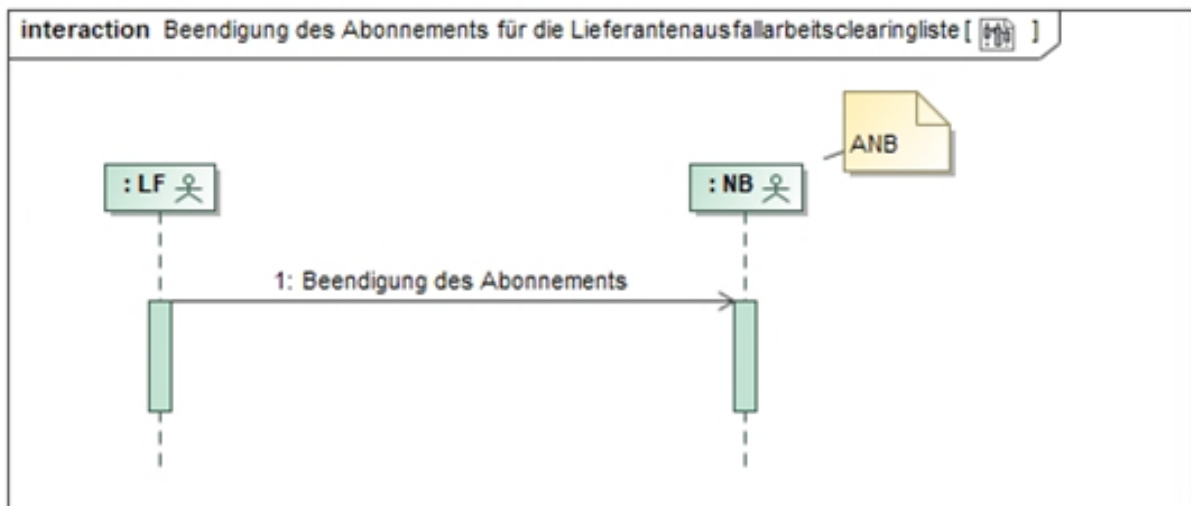 interaction Beendigung des Abonnements für die Lieferantenausfallarbeitsclearingliste [ ]
ANB
: LF
: NB
1: Beendigung des Abonnements